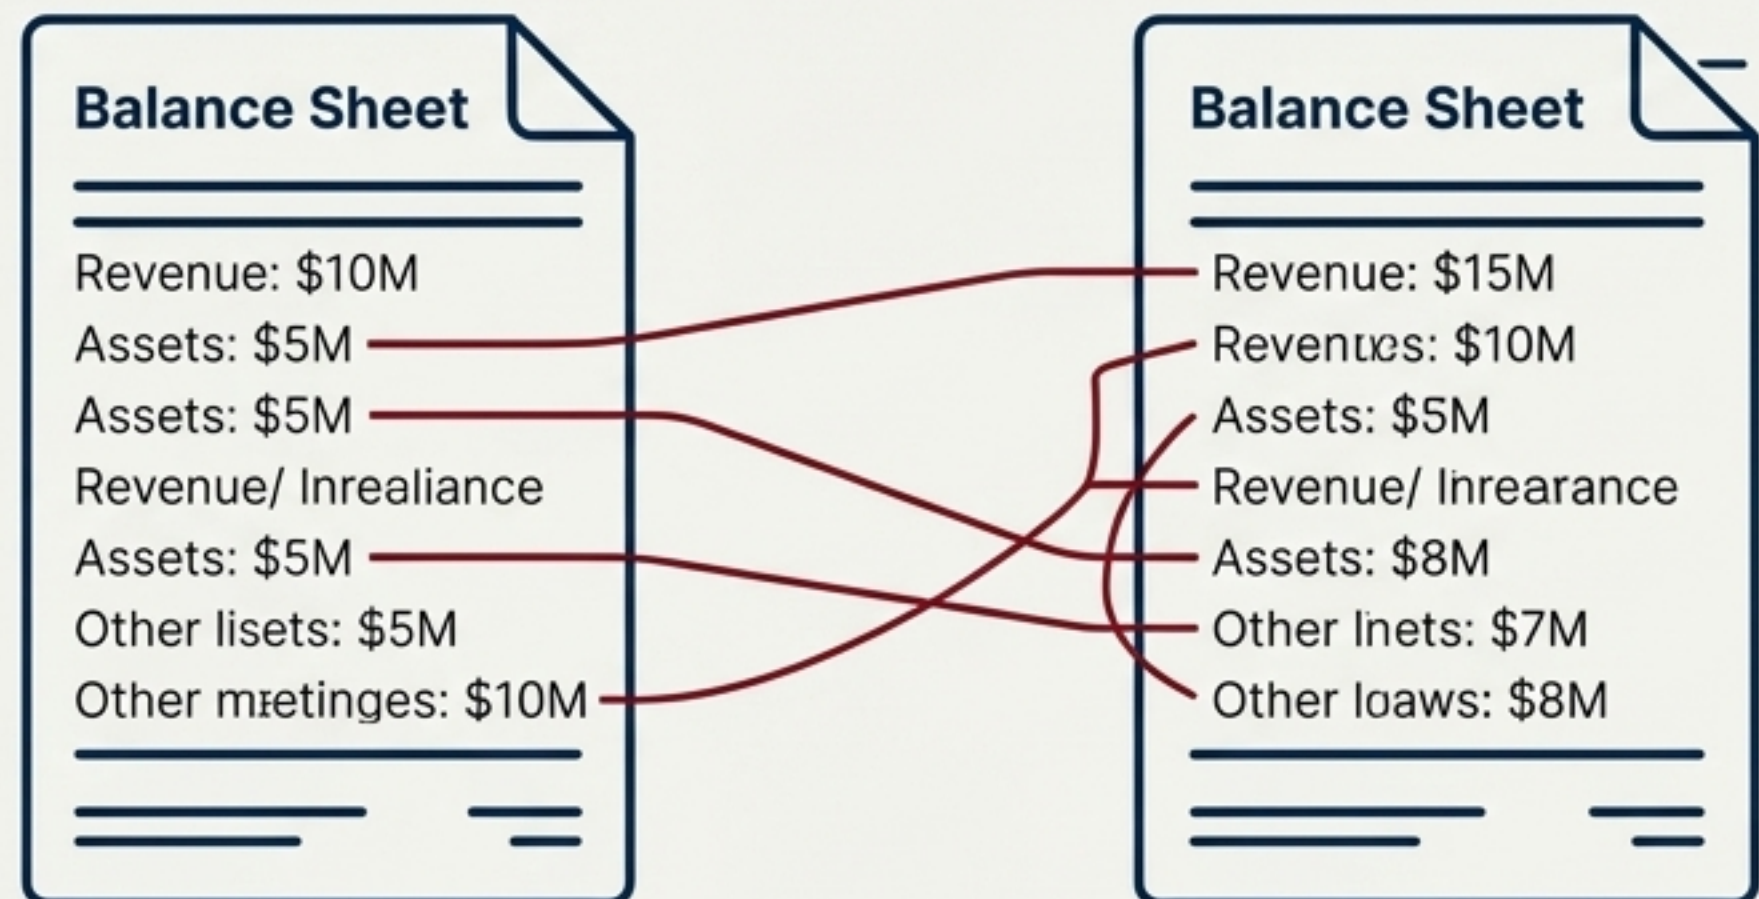 Balance Sheet
Revenue: $10M
Assets: $5M
Assets: $5M
Revenue/ Inrealiance
Assets: $5M
Other lisets: $5M
Other : $10M
Balance Sheet
Revenue: $15M
: $10M
Assets: $5M
Revenue/ Inrearance
Assets: $8M
Other lnets: $7M
Other loaws: $8M